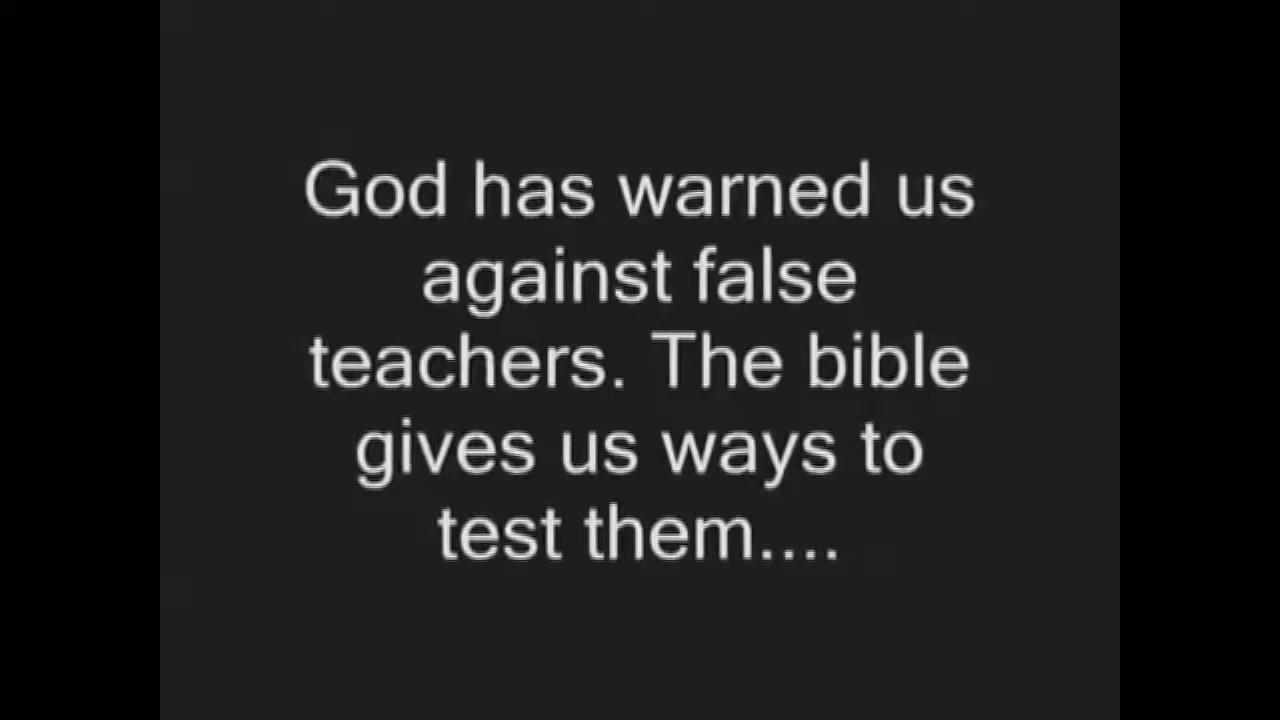 God has warned us
against false
teachers. The bible
gives us ways to
test them....